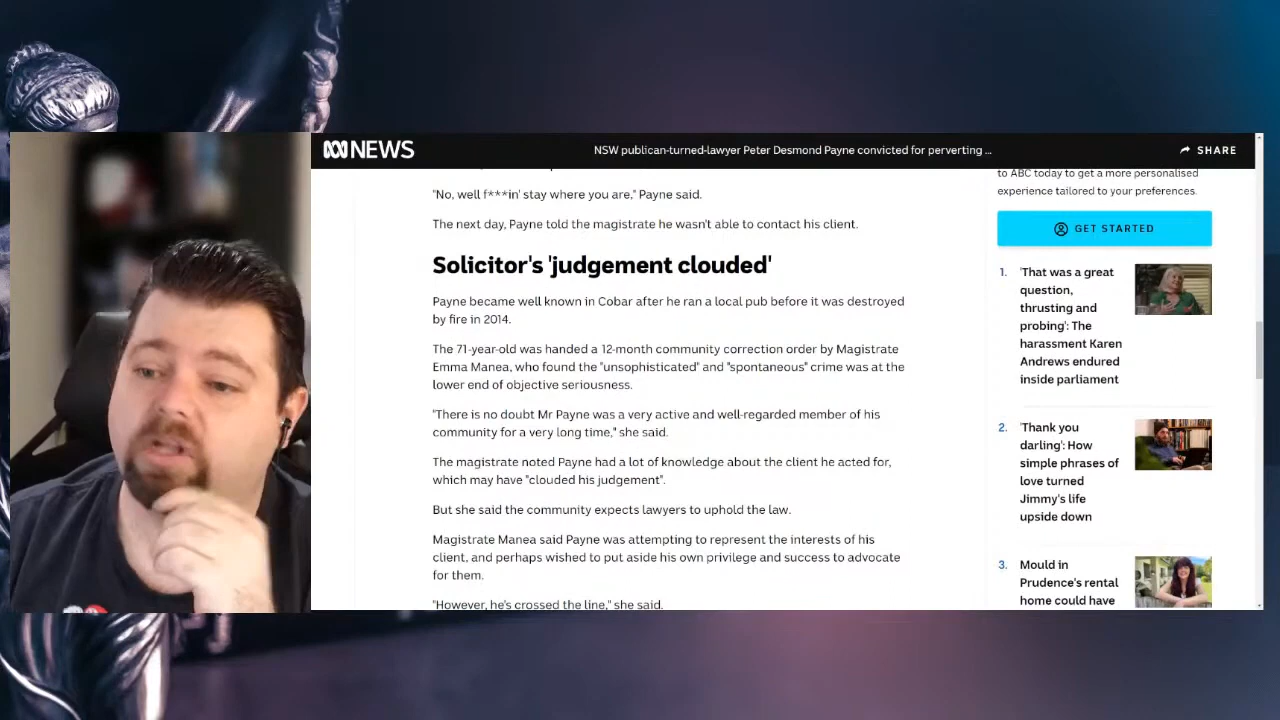 NEWS
NSW publican-turned-lawyer Peter Desmond Payne convicted for perverting ...
SHARE
"No, well f***in' stay where you are," Payne said.
The next day, Payne told the magistrate he wasn't able to contact his client.
Solicitor's 'judgement clouded'
Payne became well known in Cobar after he ran a local pub before it was destroyed
by fire in 2014.
The 71-year-old was handed a 12-month community correction order by Magistrate
Emma Manea, who found the "unsophisticated" and "spontaneous" crime was at the
lower end of objective seriousness.
"There is no doubt Mr Payne was a very active and well-regarded member of his
community for a very long time," she said.
The magistrate noted Payne had a lot of knowledge about the client he acted for,
which may have "clouded his judgement".
But she said the community expects lawyers to uphold the law.
Magistrate Manea said Payne was attempting to represent the interests of his
client, and perhaps wished to put aside his own privilege and success to advocate
for them.
"However, he's crossed the line," she said.
to ABC today to get a more personalised
experience tailored to your preferences.
GET STARTED
1. 'That was a great
question,
thrusting and
probing': The
harassment Karen
Andrews endured
inside parliament
2. 'Thank you
darling': How
simple phrases of
love turned
Jimmy's life
upside down
3. Mould in
Prudence's rental
home could have